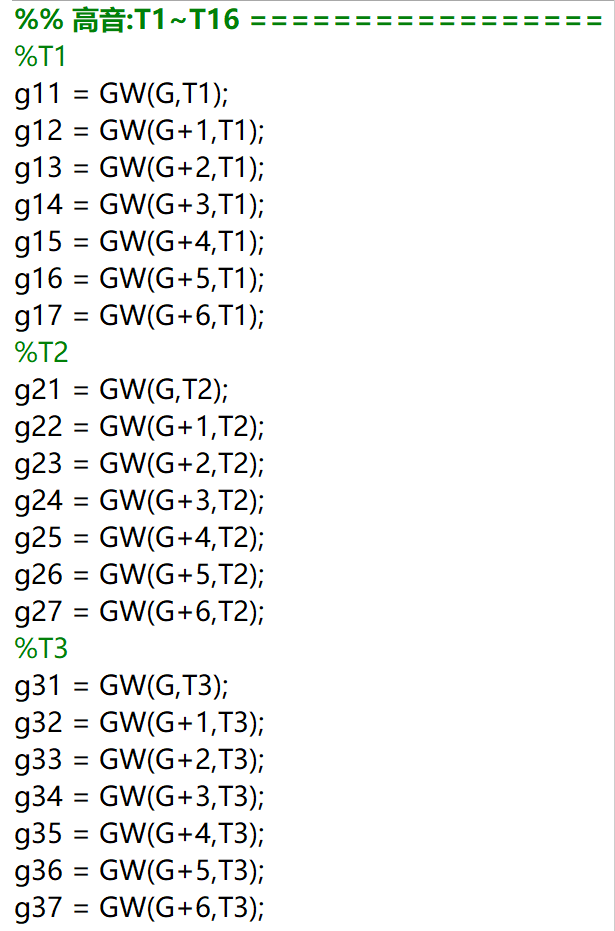 %% 高音:T1~T16 =================
%T1
g11 = GW(G,T1);
g12 = GW(G+1,T1);
g13 = GW(G+2,T1);
g14 = GW(G+3,T1);
g15 = GW(G+4,T1);
g16 = GW(G+5,T1);
g17 = GW(G+6,T1);
%T2
g21 = GW(G,T2);
g22 = GW(G+1,T2);
g23 = GW(G+2,T2);
g24 = GW(G+3,T2);
g25 = GW(G+4,T2);
g26 = GW(G+5,T2);
g27 = GW(G+6,T2);
%T3
g31 = GW(G,T3);
g32 = GW(G+1,T3);
g33 = GW(G+2,T3);
g34 = GW(G+3,T3);
g35 = GW(G+4,T3);
g36 = GW(G+5,T3);
g37 = GW(G+6,T3);